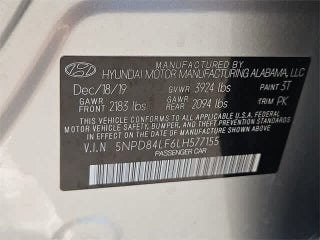 MANUFACTURED BY
HYUNDAI MOTOR MANUFACTURING ALABAMA, LLC
Dec/18/19 GVWR 3924 lbs PAINT 3T
GAWR FRONT 2183 lbs GAWR REAR 2094 lbs TRIM PK
THIS VEHICLE CONFORMS TO ALL APPLICABLE FEDERAL MOTOR
VEHICLE SAFETY,
BUMPER, AND THEFT PREVENTION STANDARDS
IN EFFECT ON THE DATE OF MANUFACTURE SHOWN ABOVE.
V.I.N 5NPD84LF6LH577155
PASSENGER CAR